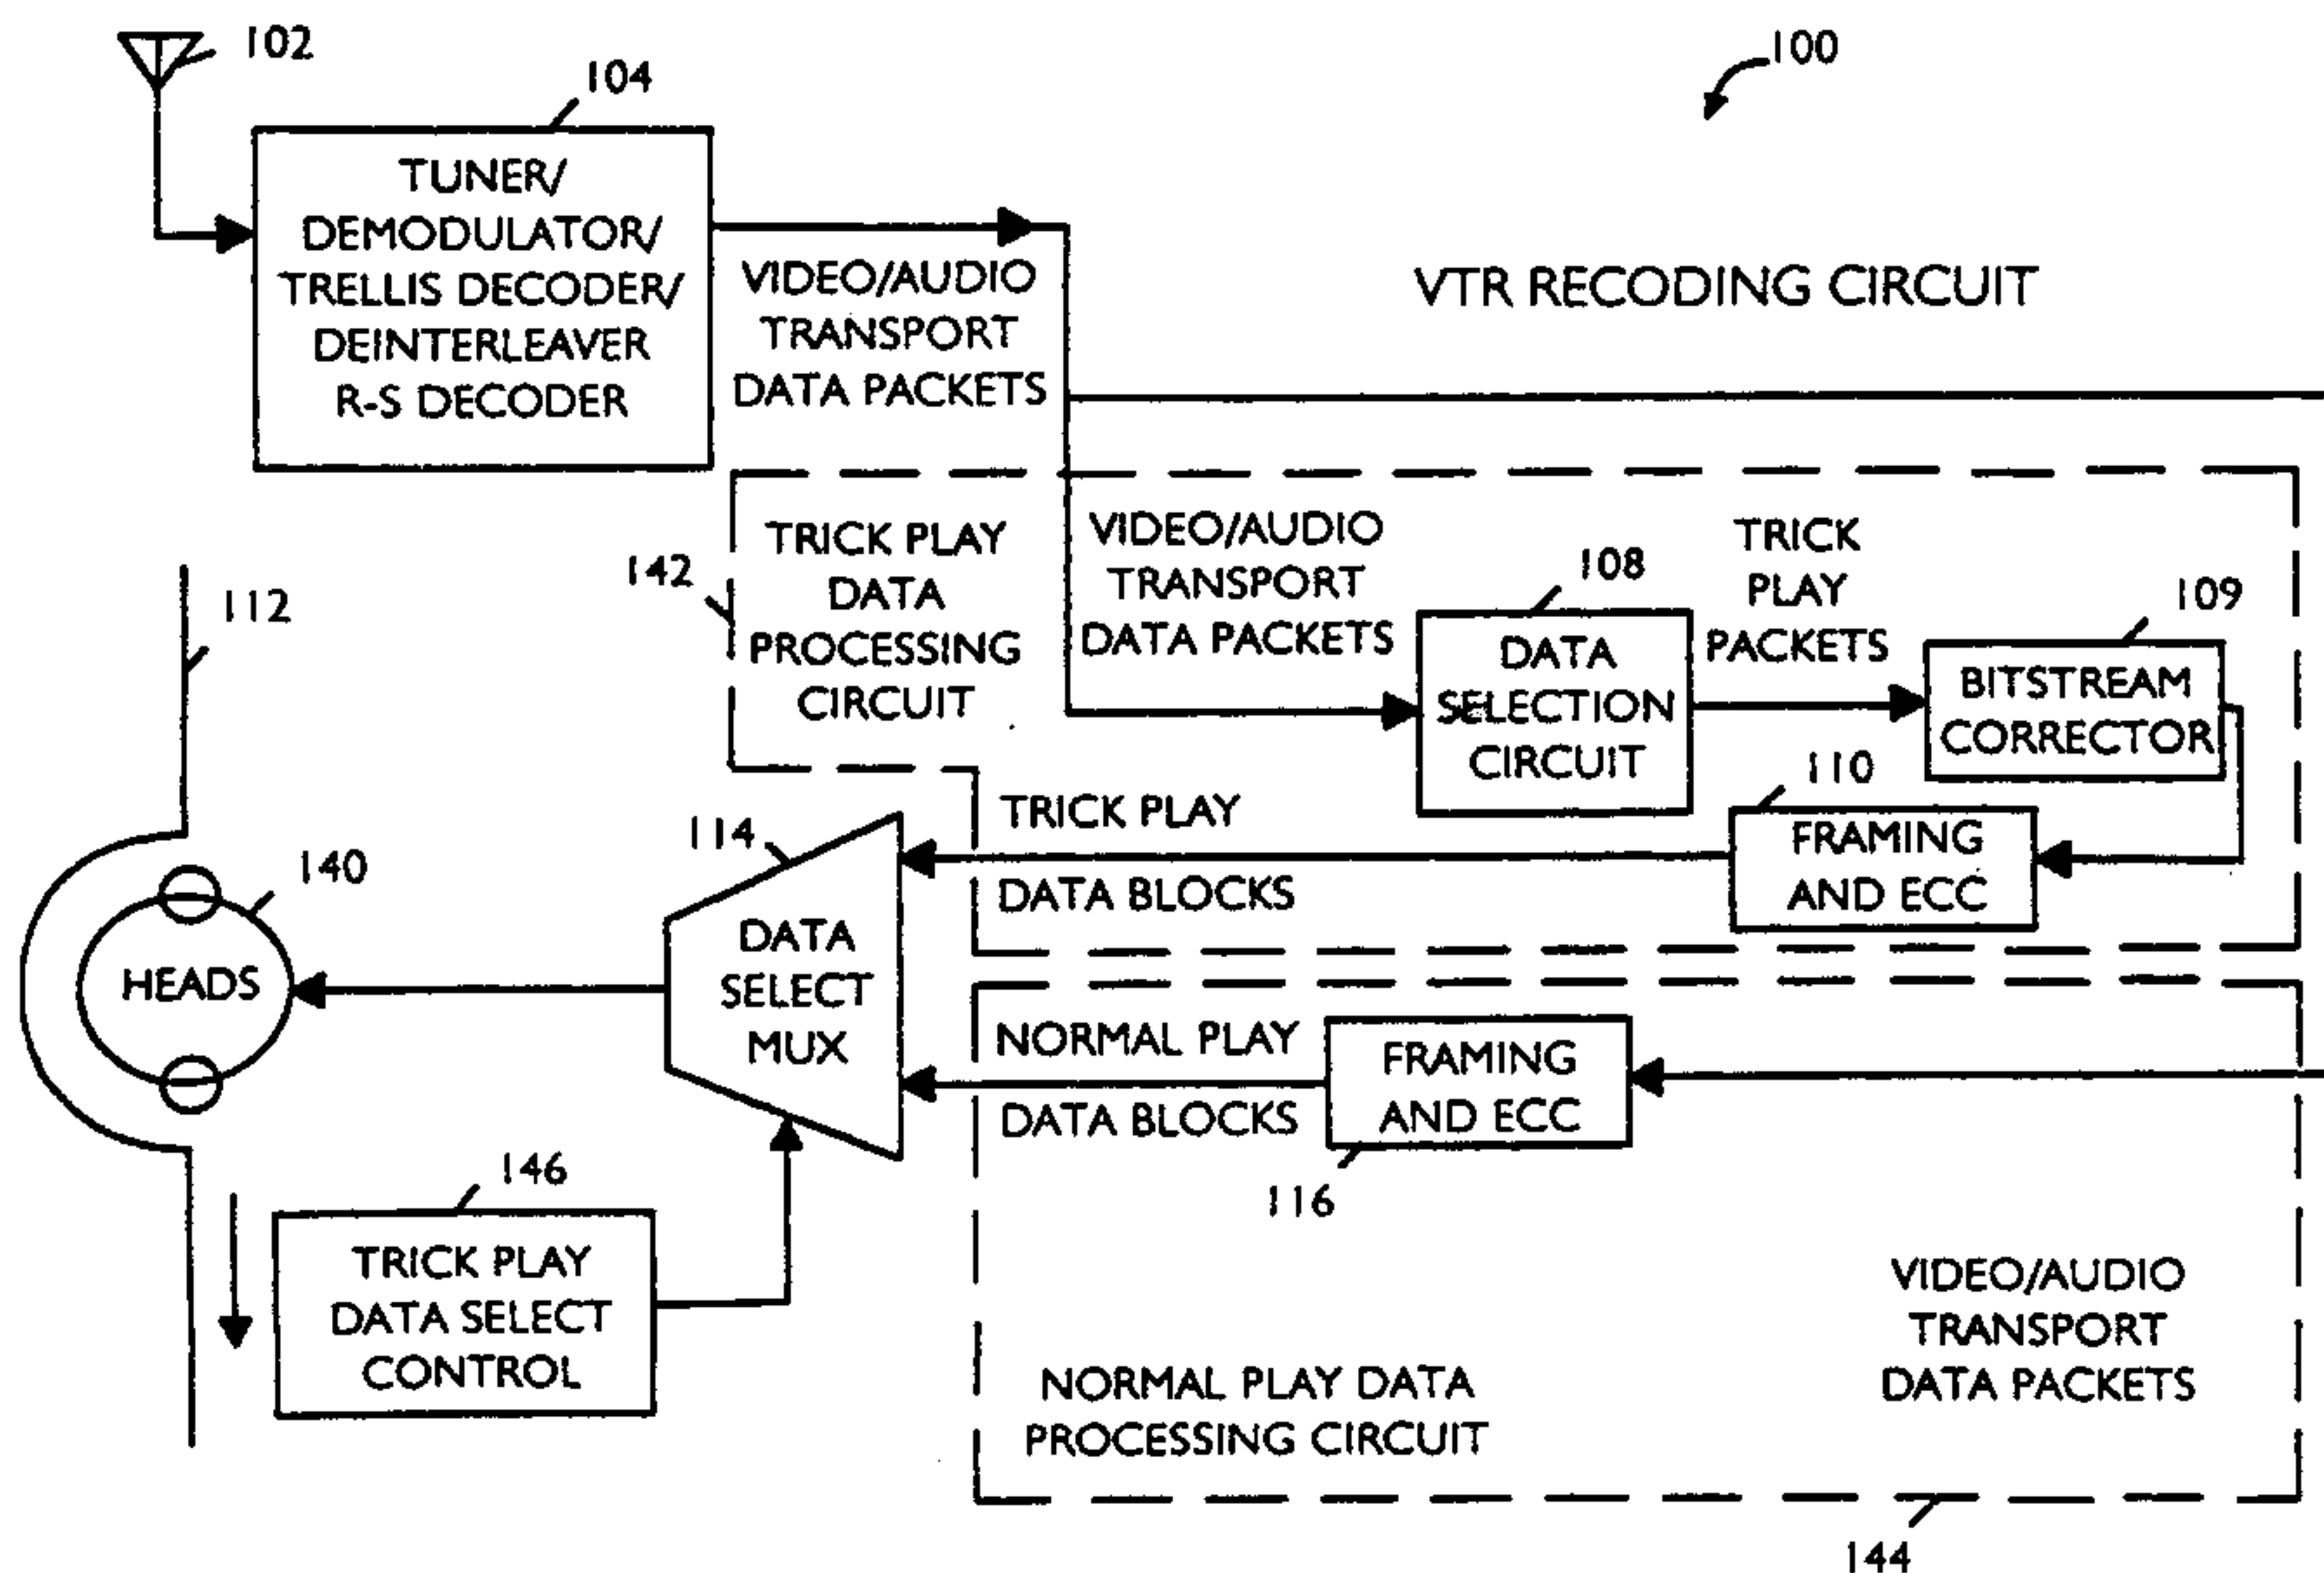 102
104
100
TUNER/
DEMODULATOR/
TRELLIS DECODER/
DEINTERLEAVER
R-S DECODER
VIDEO/AUDIO
TRANSPORT
DATA PACKETS
VTR RECODING CIRCUIT
142
TRICK PLAY
DATA
PROCESSING
CIRCUIT
VIDEO/AUDIO
TRANSPORT
DATA PACKETS
108
DATA
SELECTION
CIRCUIT
TRICK
PLAY
PACKETS
109
BITSTREAM
CORRECTOR
112
110
FRAMING
AND ECC
TRICK PLAY
DATA BLOCKS
114
DATA
SELECT
MUX
140
HEADS
NORMAL PLAY
DATA BLOCKS
FRAMING
AND ECC
116
146
TRICK PLAY
DATA SELECT
CONTROL
VIDEO/AUDIO
TRANSPORT
DATA PACKETS
NORMAL PLAY DATA
PROCESSING CIRCUIT
144